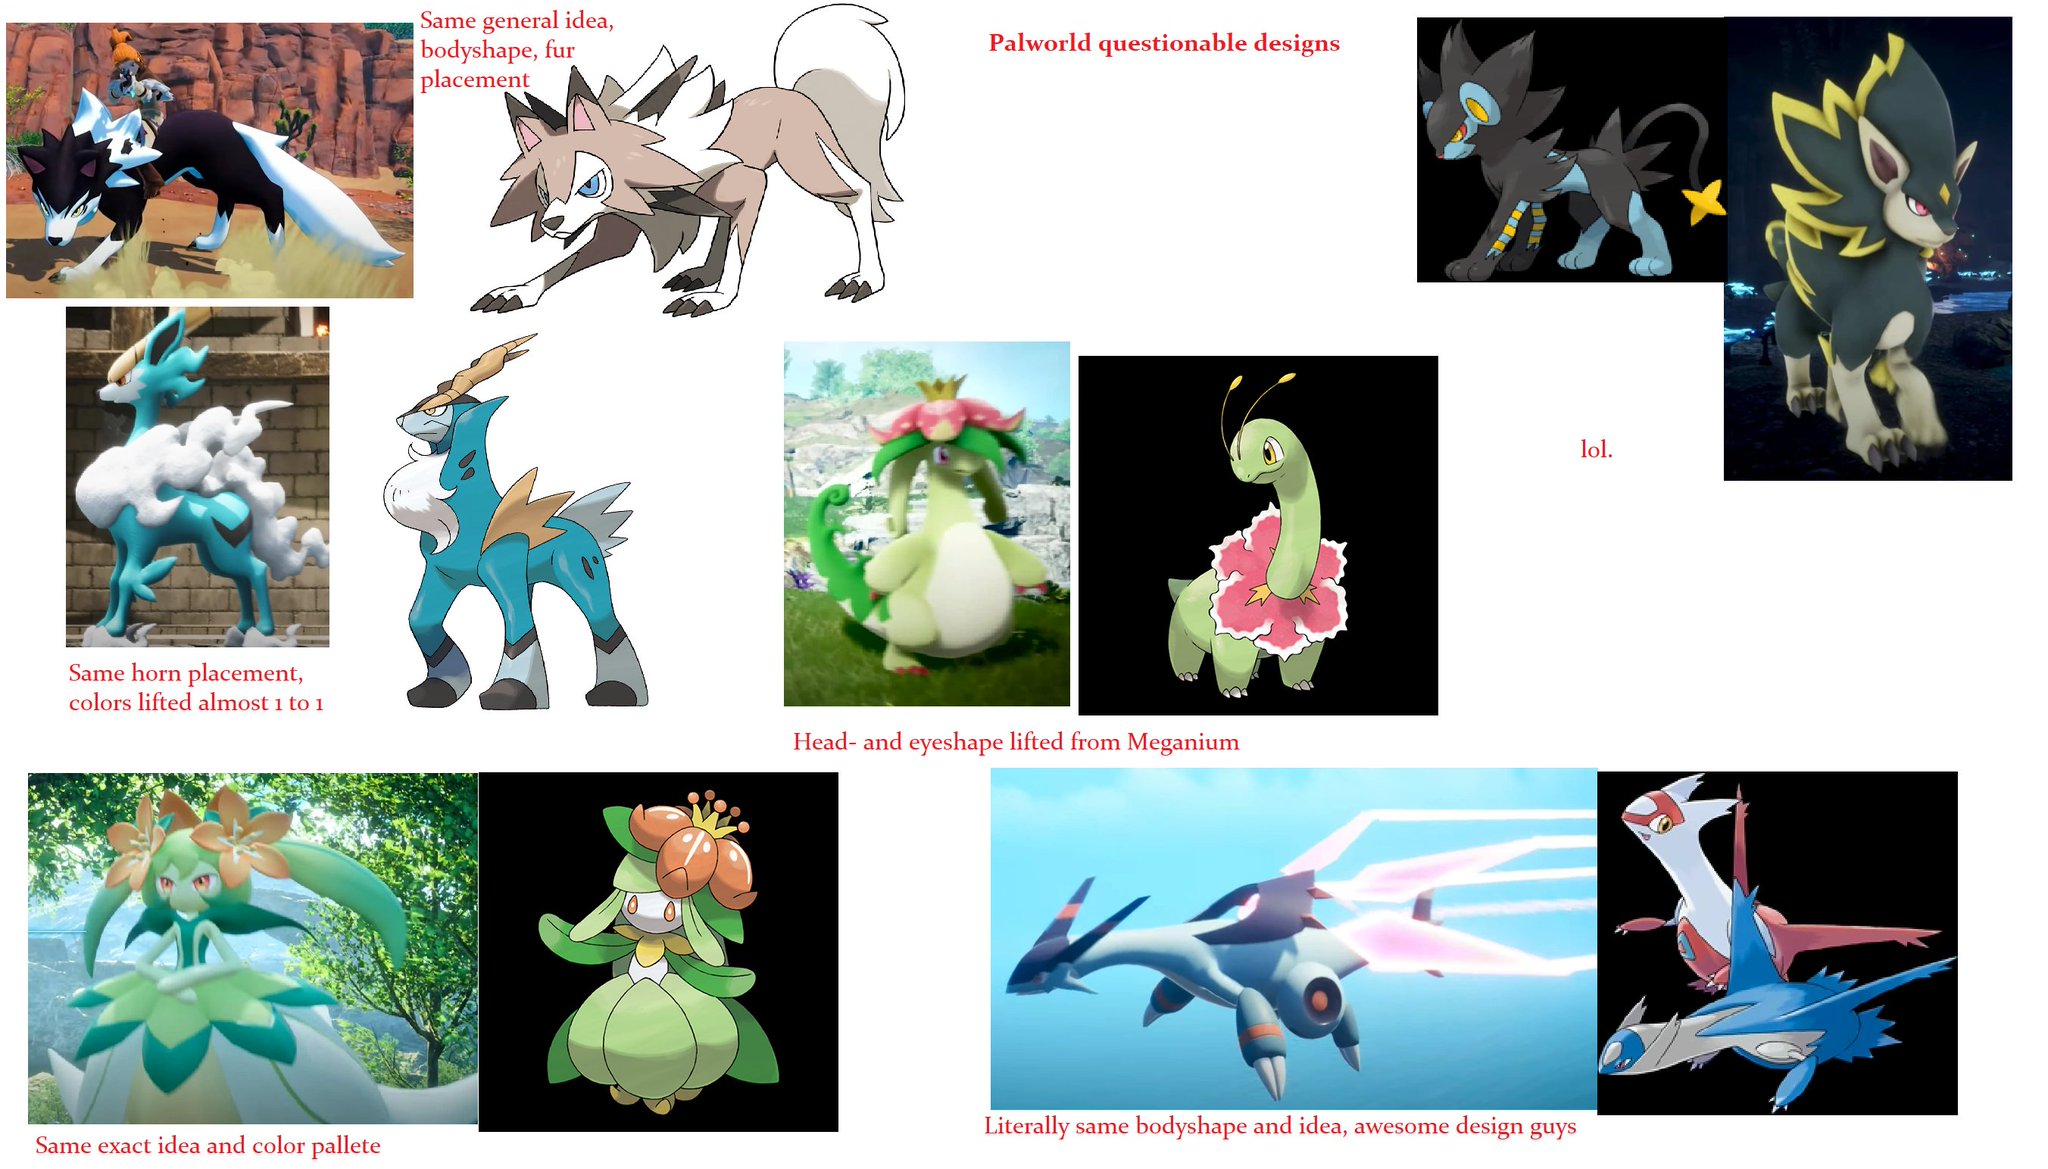 Same general idea,
bodyshape, fur
placement
Palworld questionable designs
lol.
Same horn placement,
colors lifted almost 1 to 1
Head- and eyeshape lifted from Meganium
Same exact idea and color pallete
Literally same bodyshape and idea, awesome design guys